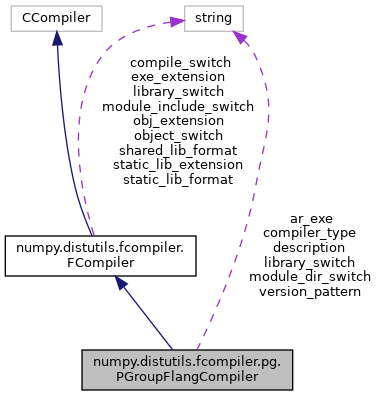 CCompiler
string
compile_switch
exe_extension
library_switch
module_include_switch
obj_extension
object_switch
shared_lib_format
static_lib_extension
static_lib_format
ar_exe
compiler_type
description
library_switch
module_dir_switch
version_pattern
numpy.distutils.fcompiler.
FCompiler
numpy.distutils.fcompiler.pg.
PGroupFlangCompiler